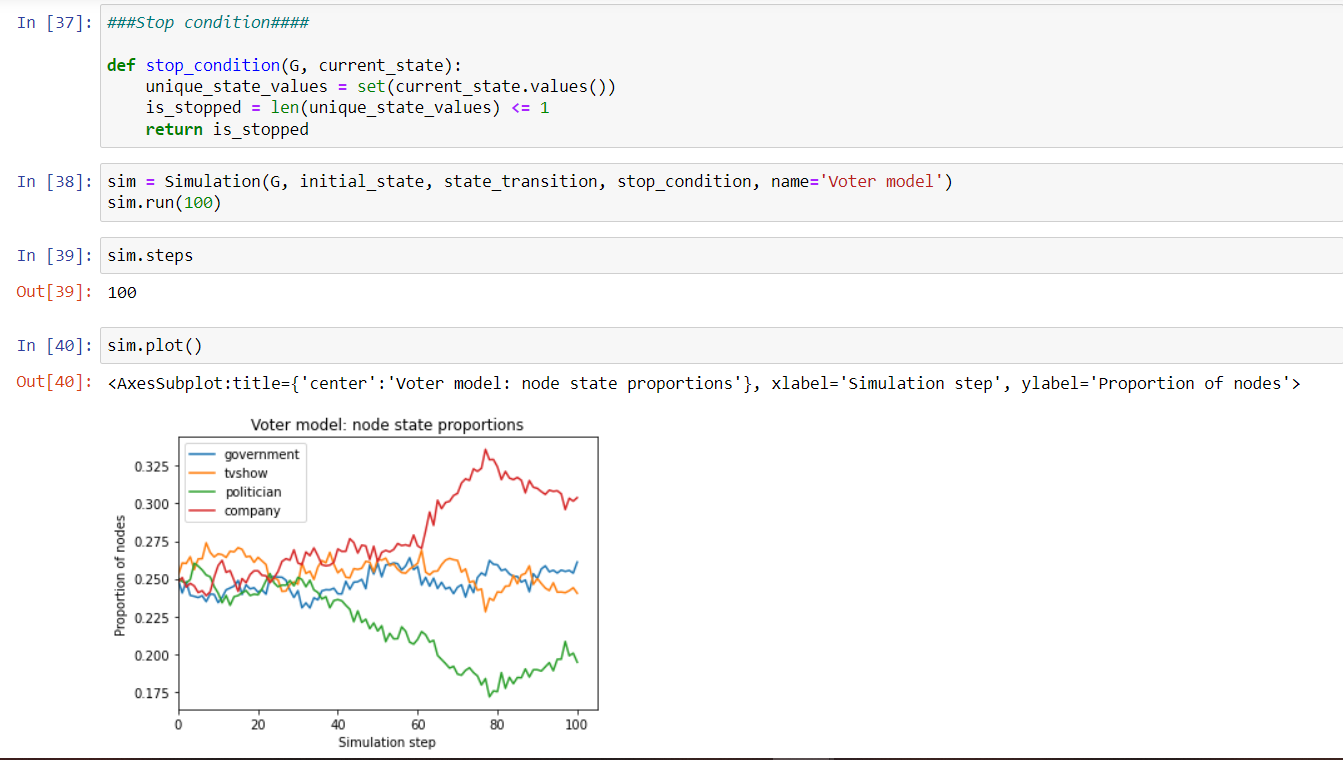 In [37]: ###Stop condition####
def stop_condition(G, current_state):
    unique_state_values = set(current_state.values())
    is_stopped = len(unique_state_values) <= 1
    return is_stopped
In [38]: sim = Simulation(G, initial_state, state_transition, stop_condition, name='Voter model')
sim.run(100)
In [39]: sim.steps
Out[39]: 100
In [40]: sim.plot()
Out[40]: <AxesSubplot:title={'center':'Voter model: node state proportions'}, xlabel='Simulation step', ylabel='Proportion of nodes'>
Voter model: node state proportions
government
tvshow
politician
company
0.325
0.300
0.275
0.250
0.225
0.200
0.175
Proportion of nodes
0 20 40 60 80 100
Simulation step